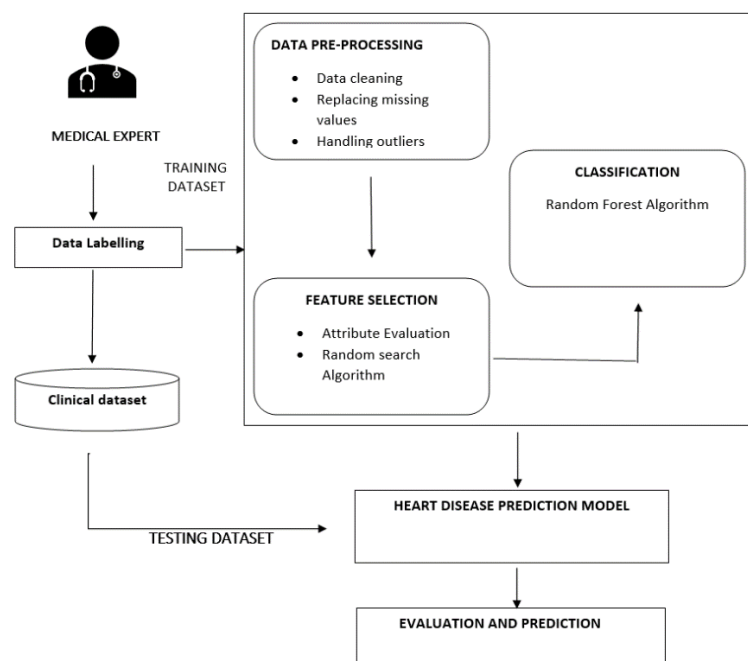 MEDICAL EXPERT
TRAINING
DATASET
Data Labelling
Clinical dataset
TESTING DATASET
DATA PRE-PROCESSING
• Data cleaning
• Replacing missing
values
• Handling outliers
FEATURE SELECTION
• Attribute Evaluation
• Random search
Algorithm
CLASSIFICATION
Random Forest Algorithm
HEART DISEASE PREDICTION MODEL
EVALUATION AND PREDICTION